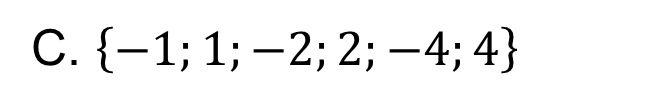 C. {−1; 1; −2; 2; −4; 4}